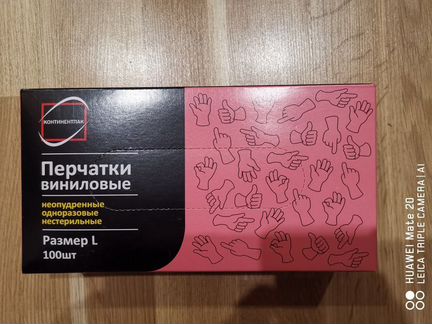 КОНТИНЕНТПАК
Перчатки
виниловые
неопудренные
одноразовые
нестерильные
Размер L
100шт
HUAWEI Mate 20
LEICA TRIPLE CAMERA | AI